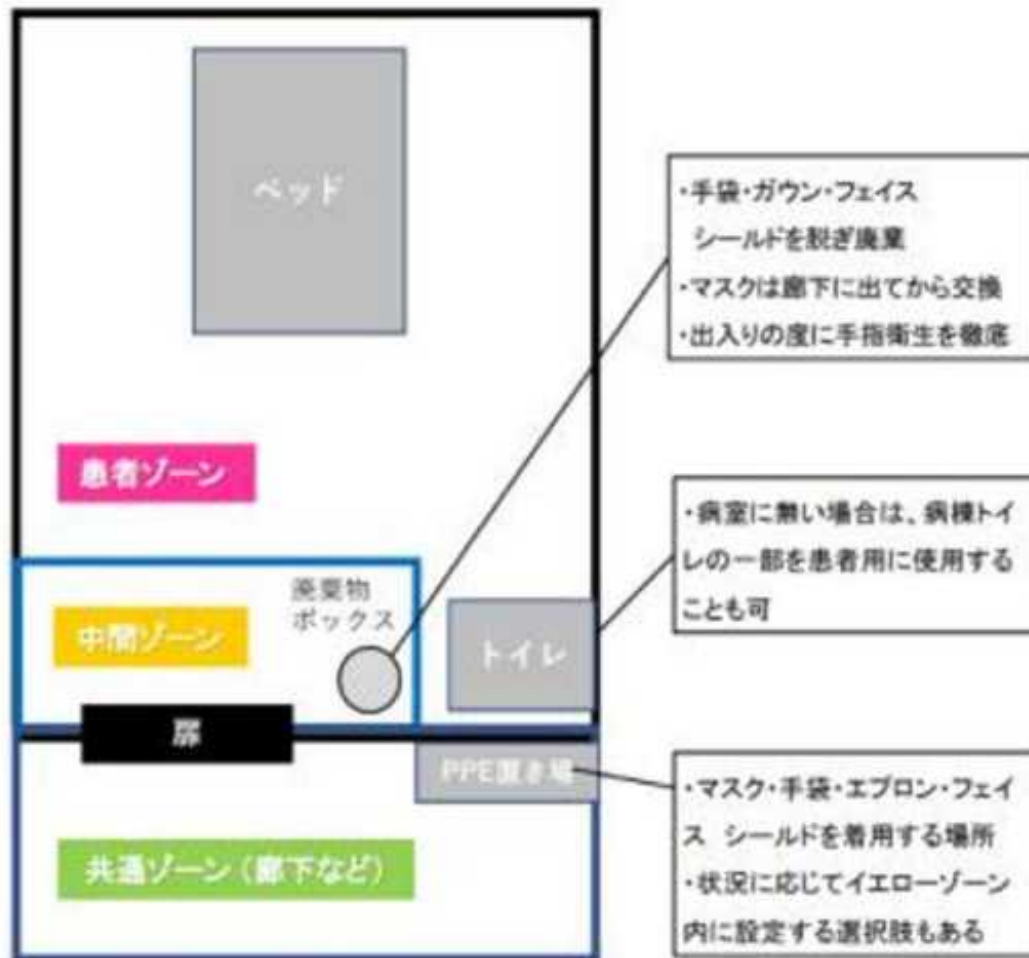 ベッド
・手袋・ガウン・フェイス
シールドを脱ぎ廃棄
・マスクは廊下に出てから交換
・出入りの度に手指衛生を徹底
患者ゾーン
・病室に無い場合は、病棟トイ
レの一部を患者用に使用する
ことも可
廃棄物
ボックス
中間ゾーン
トイレ
扉
PPE置き場
・マスク・手袋・エプロン・フェイ
ス シールドを着用する場所
・状況に応じてイエローゾーン
内に設定する選択肢もある
共通ゾーン（廊下など）